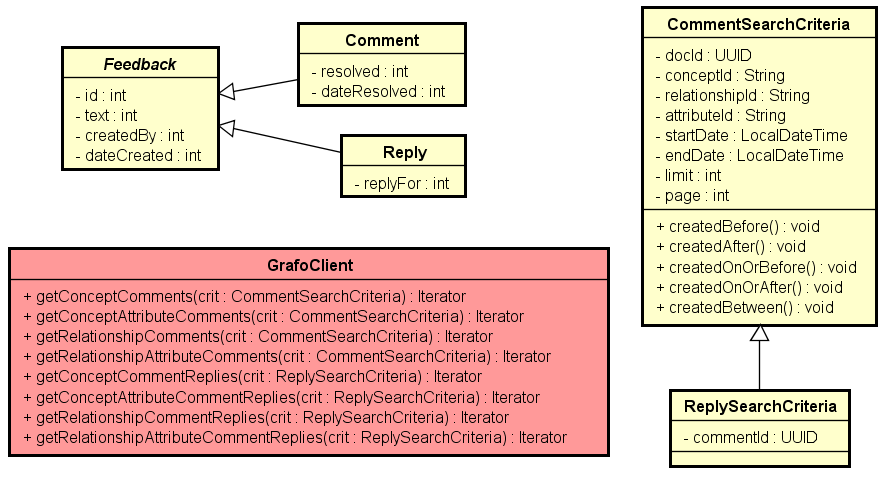 Feedback
- id : int
- text : int
- createdBy : int
- dateCreated : int
Comment
- resolved : int
- dateResolved : int
Reply
- replyFor : int
CommentSearchCriteria
- docId : UUID
- conceptId : String
- relationshipId : String
- attributeId : String
- startDate : LocalDateTime
- endDate : LocalDateTime
- limit : int
- page : int
+ createdBefore() : void
+ createdAfter() : void
+ createdOnOrBefore() : void
+ createdOnOrAfter() : void
+ createdBetween() : void
GrafoClient
+ getConceptComments(crit : CommentSearchCriteria) : Iterator
+ getConceptAttributeComments(crit : CommentSearchCriteria) : Iterator
+ getRelationshipComments(crit : CommentSearchCriteria) : Iterator
+ getRelationshipAttributeComments(crit : CommentSearchCriteria) : Iterator
+ getConceptCommentReplies(crit : ReplySearchCriteria) : Iterator
+ getConceptAttributeCommentReplies(crit : ReplySearchCriteria) : Iterator
+ getRelationshipCommentReplies(crit : ReplySearchCriteria) : Iterator
+ getRelationshipAttributeCommentReplies(crit : ReplySearchCriteria) : Iterator
ReplySearchCriteria
- commentId : UUID